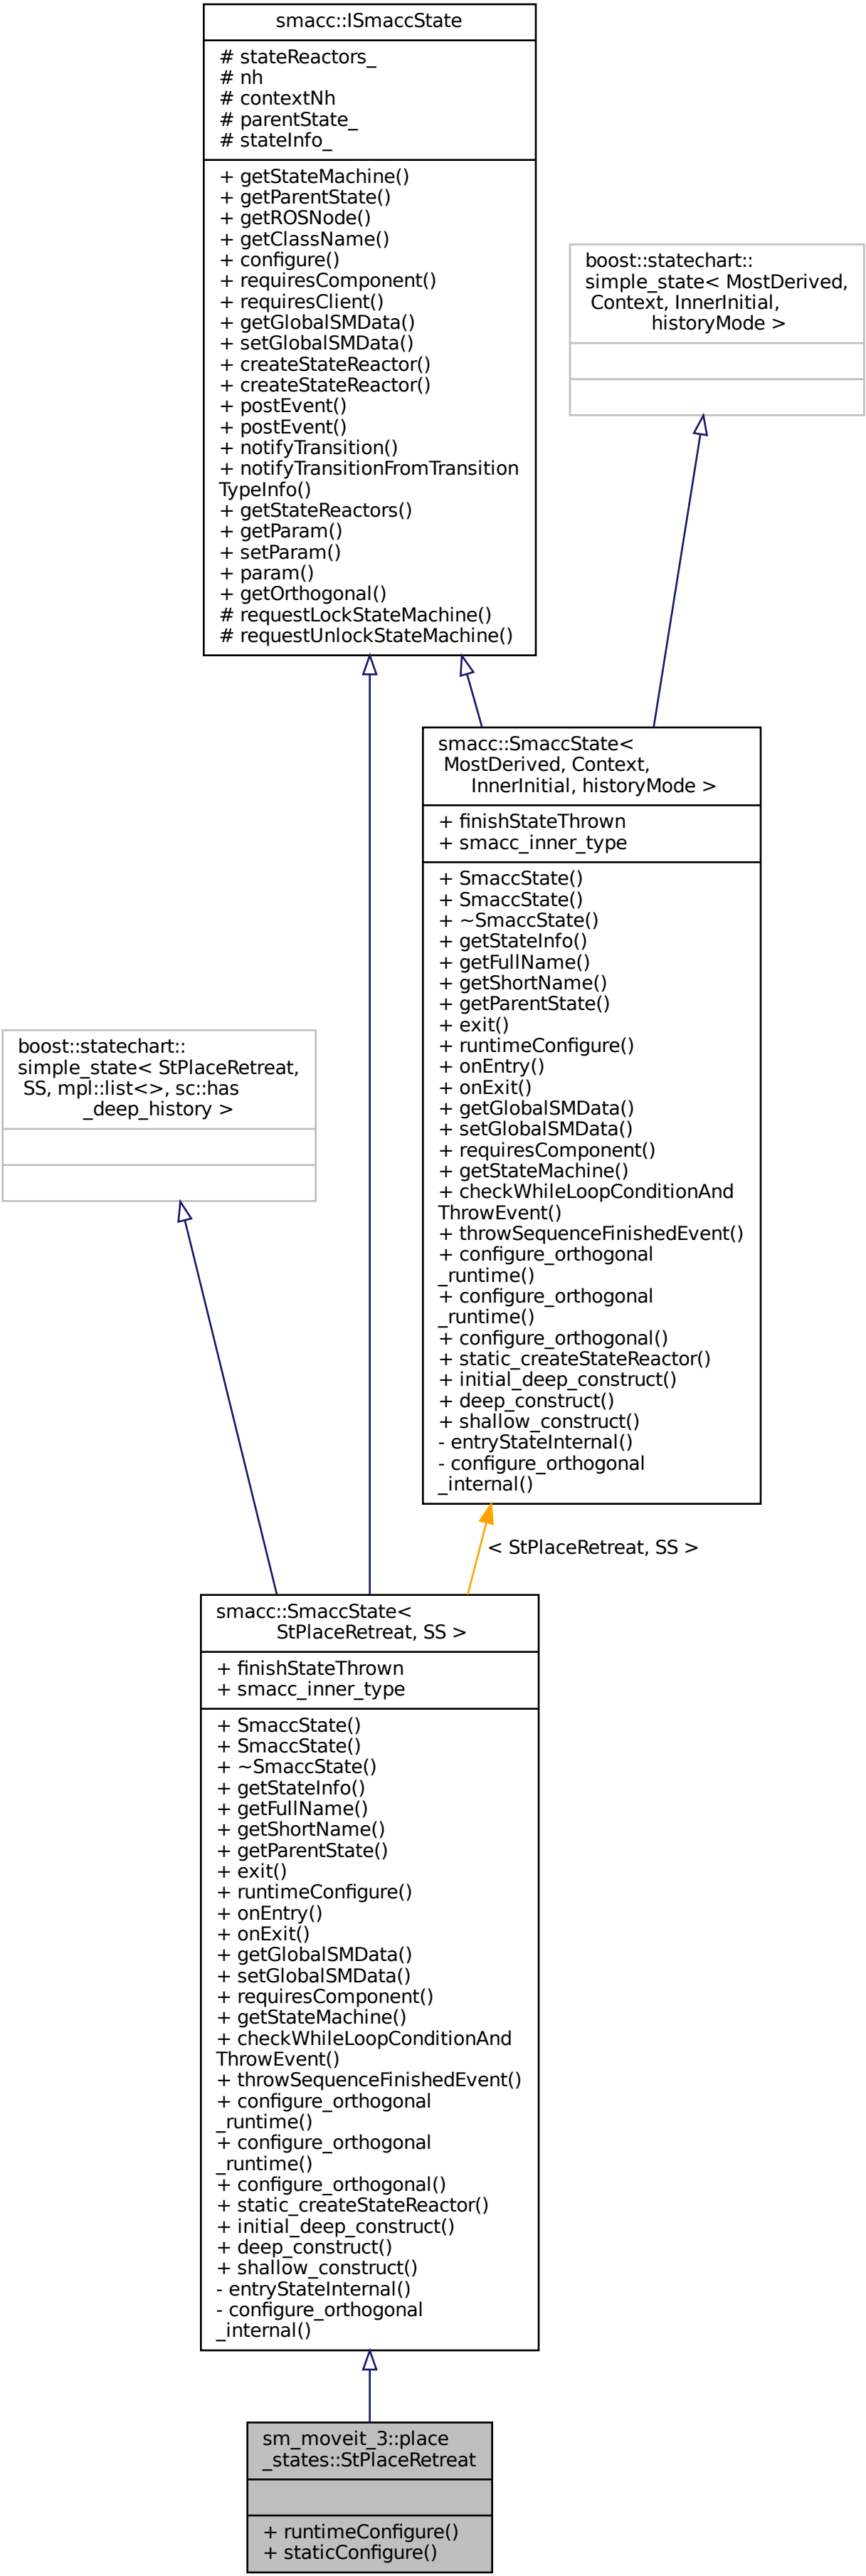 smacc::ISmaccState
# stateReactors_
# nh
# contextNh
# parentState_
# stateInfo_
+ getStateMachine()
+ getParentState()
+ getROSNode()
+ getClassName()
+ configure()
+ requiresComponent()
+ requiresClient()
+ getGlobalSMData()
+ setGlobalSMData()
+ createStateReactor()
+ createStateReactor()
+ postEvent()
+ postEvent()
+ notifyTransition()
+ notifyTransitionFromTransition
TypeInfo()
+ getStateReactors()
+ getParam()
+ setParam()
+ param()
+ getOrthogonal()
# requestLockStateMachine()
# requestUnlockStateMachine()
boost::statechart::
simple_state< MostDerived,
Context, InnerInitial,
historyMode >
smacc::SmaccState<
MostDerived, Context,
InnerInitial, historyMode >
+ finishStateThrown
+ smacc_inner_type
+ SmaccState()
+ SmaccState()
+ ~SmaccState()
+ getStateInfo()
+ getFullName()
+ getShortName()
+ getParentState()
+ exit()
+ runtimeConfigure()
+ onEntry()
+ onExit()
+ getGlobalSMData()
+ setGlobalSMData()
+ requiresComponent()
+ getStateMachine()
+ checkWhileLoopConditionAnd
ThrowEvent()
+ throwSequenceFinishedEvent()
+ configure_orthogonal
_runtime()
+ configure_orthogonal
_runtime()
+ configure_orthogonal()
+ static_createStateReactor()
+ initial_deep_construct()
+ deep_construct()
+ shallow_construct()
- entryStateInternal()
- configure_orthogonal
_internal()
boost::statechart::
simple_state< StPlaceRetreat,
SS, mpl::list<>, sc::has
_deep_history >
< StPlaceRetreat, SS >
smacc::SmaccState<
StPlaceRetreat, SS >
+ finishStateThrown
+ smacc_inner_type
+ SmaccState()
+ SmaccState()
+ ~SmaccState()
+ getStateInfo()
+ getFullName()
+ getShortName()
+ getParentState()
+ exit()
+ runtimeConfigure()
+ onEntry()
+ onExit()
+ getGlobalSMData()
+ setGlobalSMData()
+ requiresComponent()
+ getStateMachine()
+ checkWhileLoopConditionAnd
ThrowEvent()
+ throwSequenceFinishedEvent()
+ configure_orthogonal
_runtime()
+ configure_orthogonal
_runtime()
+ configure_orthogonal()
+ static_createStateReactor()
+ initial_deep_construct()
+ deep_construct()
+ shallow_construct()
- entryStateInternal()
- configure_orthogonal
_internal()
sm_moveit_3::place
_states::StPlaceRetreat
+ runtimeConfigure()
+ staticConfigure()